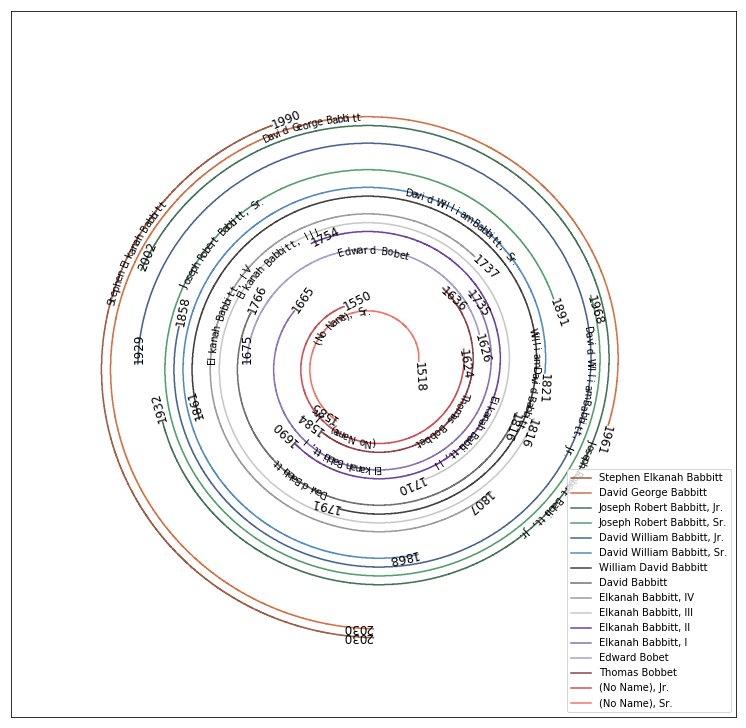 1990
David George Babbitt
Stephen Elkanah Babbitt
2002
Joseph Robert Babbitt, Sr.
David William Babbitt, Sr.
1754
Elkanah Babbitt, III
Edward Bobet
1737
Elkanah Babbitt, IV
1766
1665
1550
1636
1735
(No Name), Sr.
1858
1891
1968
1929
1675
1626
1624
1518
David William Babbitt, Jr.
William David Babbitt
1821
1932
1861
1585
1584
1690
(No Name), Jr.
Thomas Bobbet
Elkanah Babbitt, I
Elkanah Babbitt, II
1816
1816
1961
Joseph Robert Babbitt, Jr.
David Babbitt
1710
1791
1807
1868
2030
2030
Stephen Elkanah Babbitt
David George Babbitt
Joseph Robert Babbitt, Jr.
Joseph Robert Babbitt, Sr.
David William Babbitt, Jr.
David William Babbitt, Sr.
William David Babbitt
David Babbitt
Elkanah Babbitt, IV
Elkanah Babbitt, III
Elkanah Babbitt, II
Elkanah Babbitt, I
Edward Bobet
Thomas Bobbet
(No Name), Jr.
(No Name), Sr.